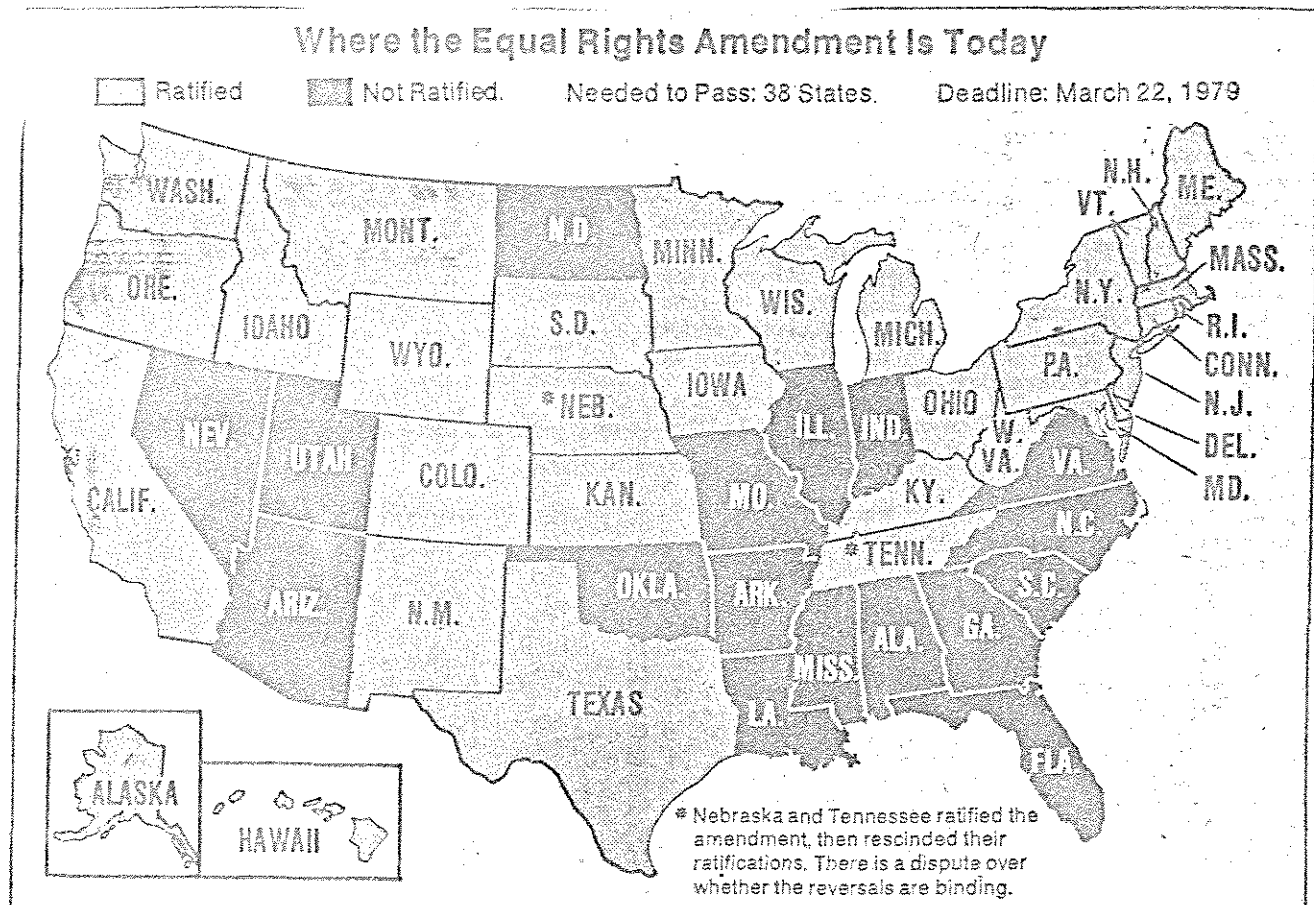 Where the Equal Rights Amendment Is Today
Ratified Not Ratified. Needed to Pass: 38 States. Deadline: March 22, 1979
WASH.
MONT.
N.D.
MINN.
N.H.
VT.
ME.
MASS.
ORE.
IDAHO
WYO.
S.D.
WIS.
MICH.
N.Y.
R.I.
CONN.
*NEB.
IOWA
PA.
N.J.
NEV.
UTAH
COLO.
KAN.
ILL.
IND.
OHIO
W.
VA.
VA.
DEL.
MD.
CALIF.
MO.
KY.
N.C.
*TENN.
ARIZ.
N.M.
OKLA.
ARK.
S.C.
TEXAS
LA.
MISS.
ALA.
GA.
FLA.
ALASKA
HAWAII
* Nebraska and Tennessee ratified the
amendment, then rescinded their
ratifications. There is a dispute over
whether the reversals are binding.